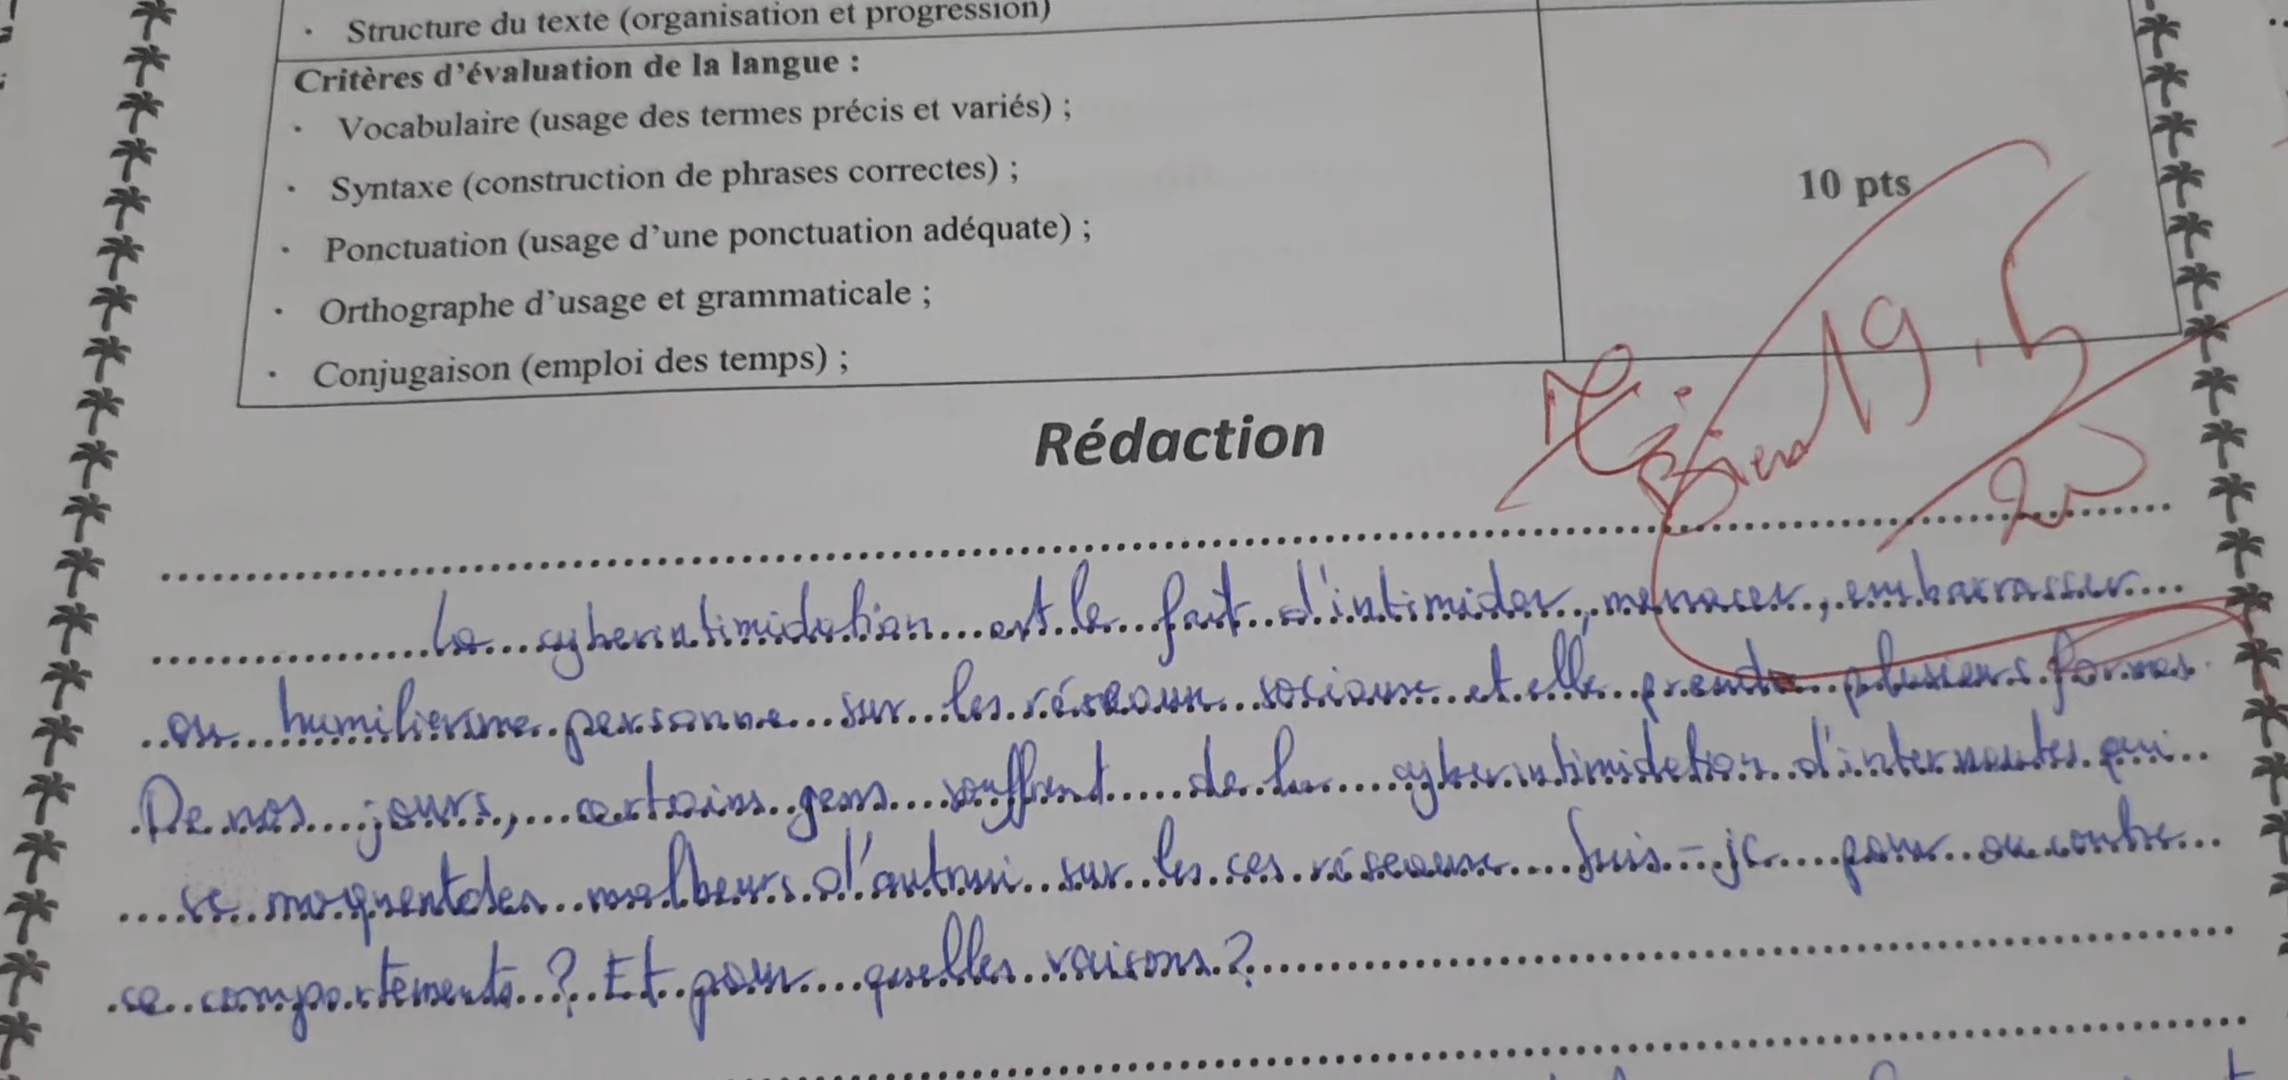 · Structure du texte (organisation et progression)
Critères d'évaluation de la langue :
· Vocabulaire (usage des termes précis et variés) ;
· Syntaxe (construction de phrases correctes) ;
· Ponctuation (usage d'une ponctuation adéquate) ;
· Orthographe d'usage et grammaticale ;
· Conjugaison (emploi des temps) ;
10 pts
19,5
20
Bien
Rédaction
La cyberintimidation est le fait d'intimider, menacer, embarrasser
ou humilier une personne sur les réseaux sociaux et elle prend plusieurs formes.
De nos jours, certains gens souffrent de la cyberintimidation d'internautes qui
se moquent des malheurs d'autrui sur les ces réseaux. Suis-je pour ou contre
ce comportements ? Et pour quelles raisons ?